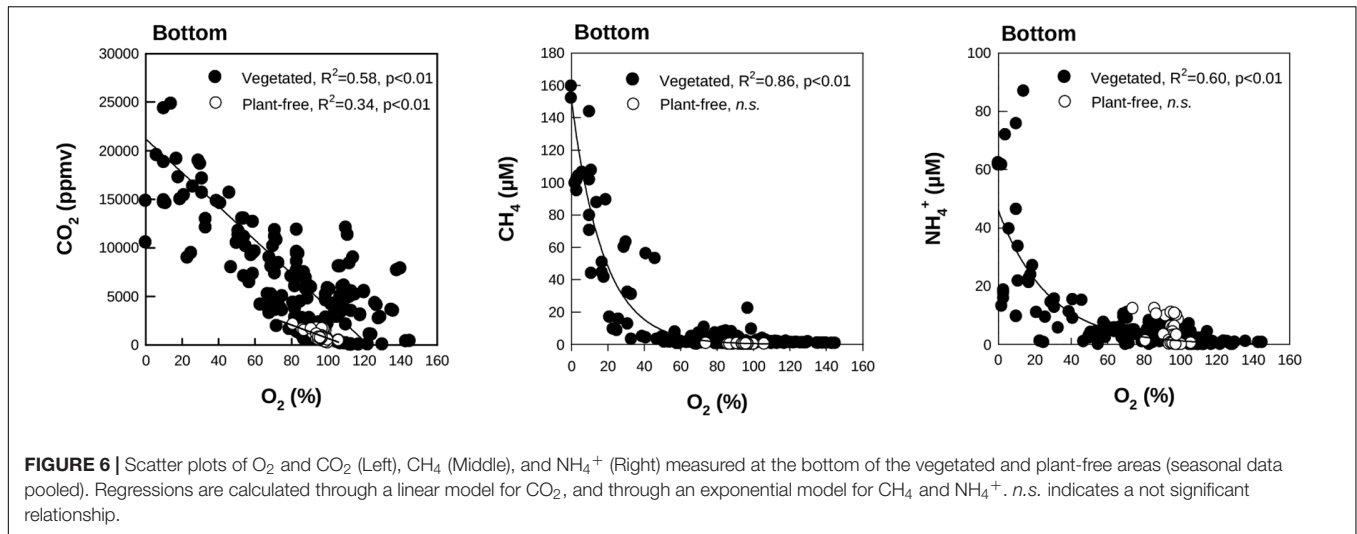 Bottom
30000
25000
20000
15000
10000
5000
0
CO₂ (ppmv)
Vegetated, R²=0.58, p<0.01
Plant-free, R²=0.34, p<0.01
0 20 40 60 80 100 120 140 160
O₂ (%)
Bottom
180
160
140
120
100
80
60
40
20
0
CH₄ (µM)
Vegetated, R²=0.86, p<0.01
Plant-free, n.s.
0 20 40 60 80 100 120 140 160
O₂ (%)
Bottom
100
80
60
40
20
0
NH₄⁺ (µM)
Vegetated, R²=0.60, p<0.01
Plant-free, n.s.
0 20 40 60 80 100 120 140 160
O₂ (%)
FIGURE 6 | Scatter plots of O₂ and CO₂ (Left), CH₄ (Middle), and NH₄⁺ (Right) measured at the bottom of the vegetated and plant-free areas (seasonal data
pooled). Regressions are calculated through a linear model for CO₂, and through an exponential model for CH₄ and NH₄⁺. n.s. indicates a not significant
relationship.